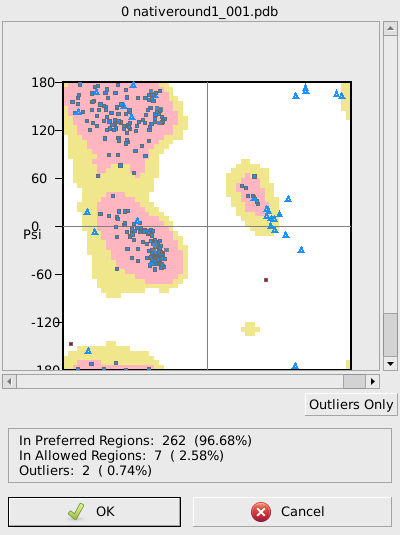 0 nativeround1_001.pdb
180
120
60
0
Psi
-60
-120
-180
Outliers Only
In Preferred Regions: 262 (96.68%)
In Allowed Regions: 7 ( 2.58%)
Outliers: 2 ( 0.74%)
OK
Cancel